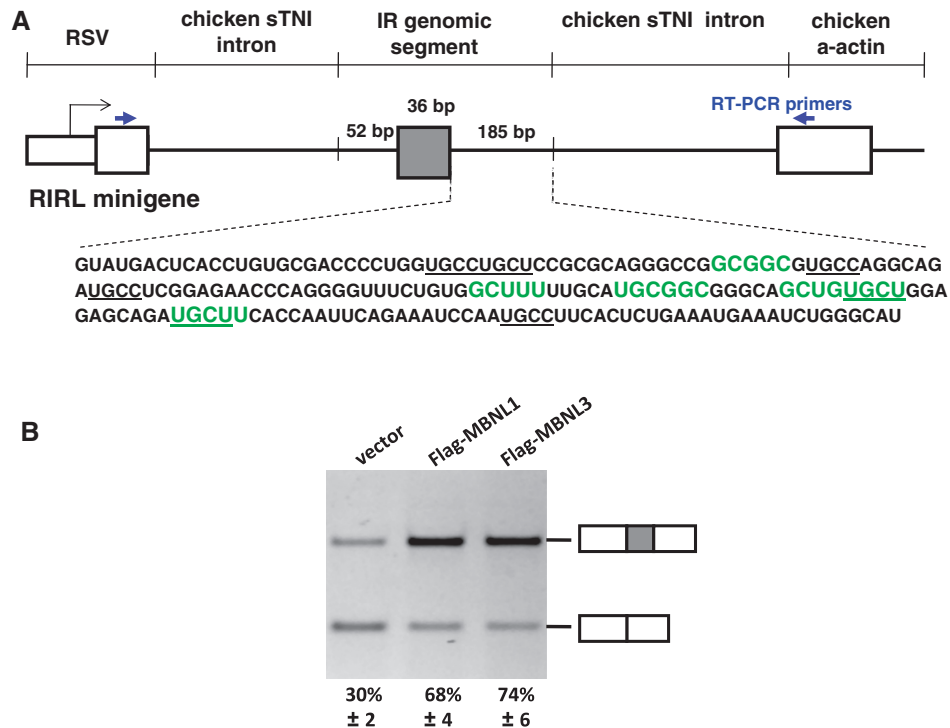 A
RSV
chicken sTNI
intron
IR genomic
segment
chicken sTNI intron
chicken
a-actin
36 bp
52 bp
185 bp
RT-PCR primers
RIRL minigene
GUAUGACUCACCUGUGCGACCCCUGGUGCCUGCUCCGCGCAGGGCCGGCGGCGUGCCAGGCAG
AUGCCUCGGAGAACCCAGGGGUUUCUGUGGCUUUUUGCAUGCGGCGGGCAGCUGUGCUGGA
GAGCAGAUGCUUCACCAAUUCAGAAAUCCAAUGCCUUCACUCUGAAAUGAAAUCUGGGCAU
B
vector
Flag-MBNL1
Flag-MBNL3
30%
± 2
68%
± 4
74%
± 6